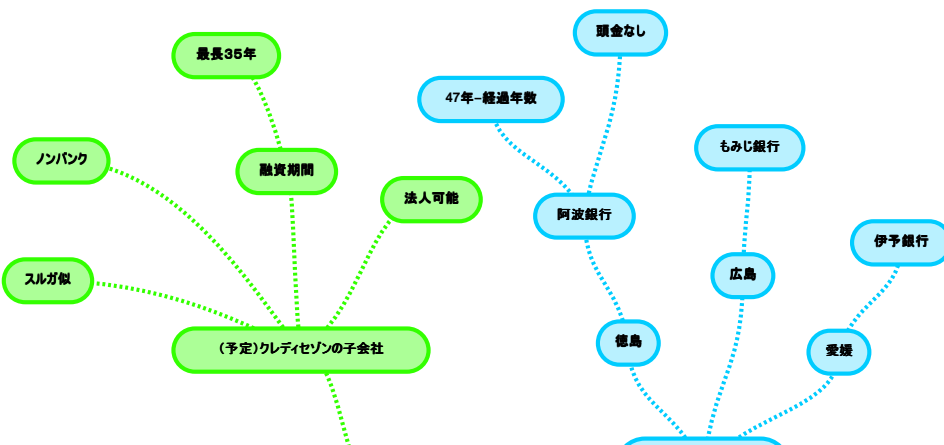 頭金なし
最長35年
47年-経過年数
もみじ銀行
ノンバンク
融資期間
法人可能
阿波銀行
伊予銀行
スルガ似
広島
徳島
(予定)クレディセゾンの子会社
愛媛